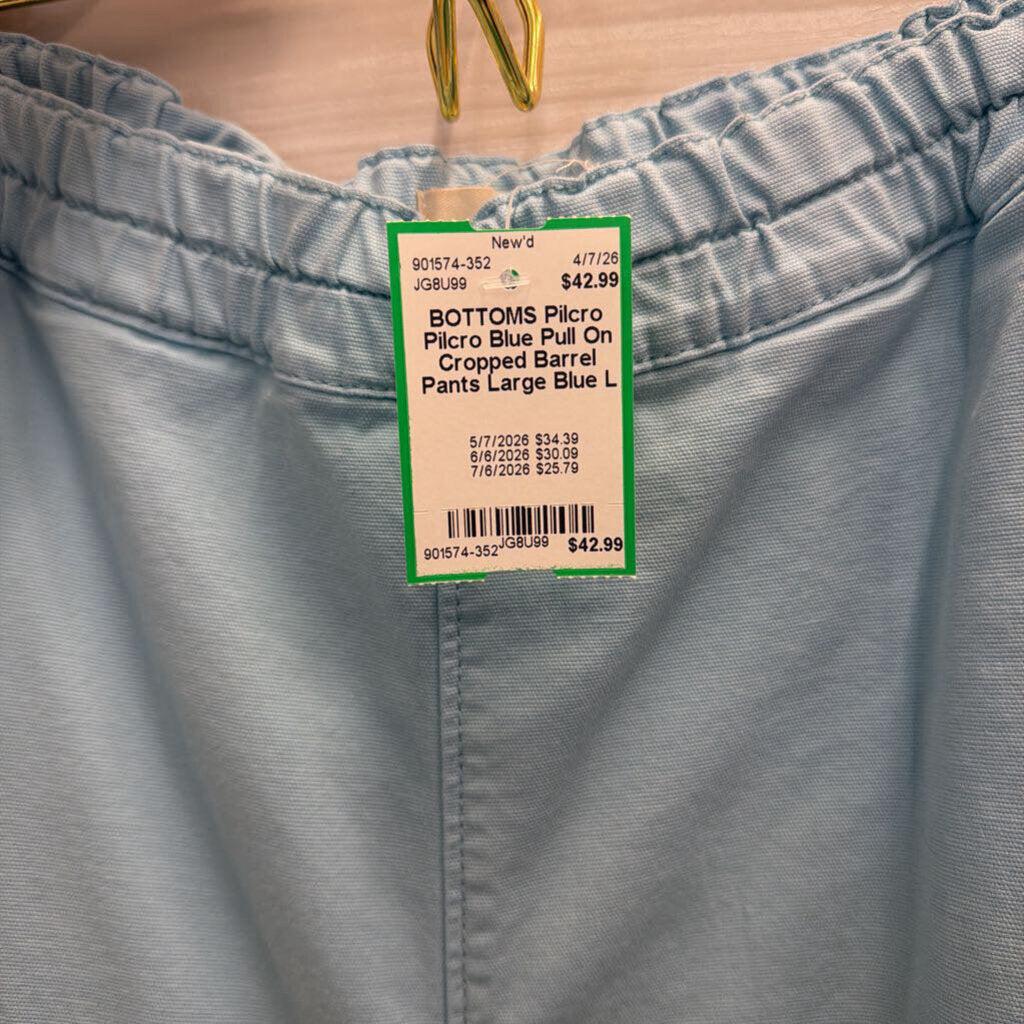 New'd
901574-352 4/7/26
JG8U99 $42.99
BOTTOMS Pilcro
Pilcro Blue Pull On
Cropped Barrel
Pants Large Blue L
5/7/2026 $34.39
6/6/2026 $30.09
7/6/2026 $25.79
901574-352 JG8U99 $42.99